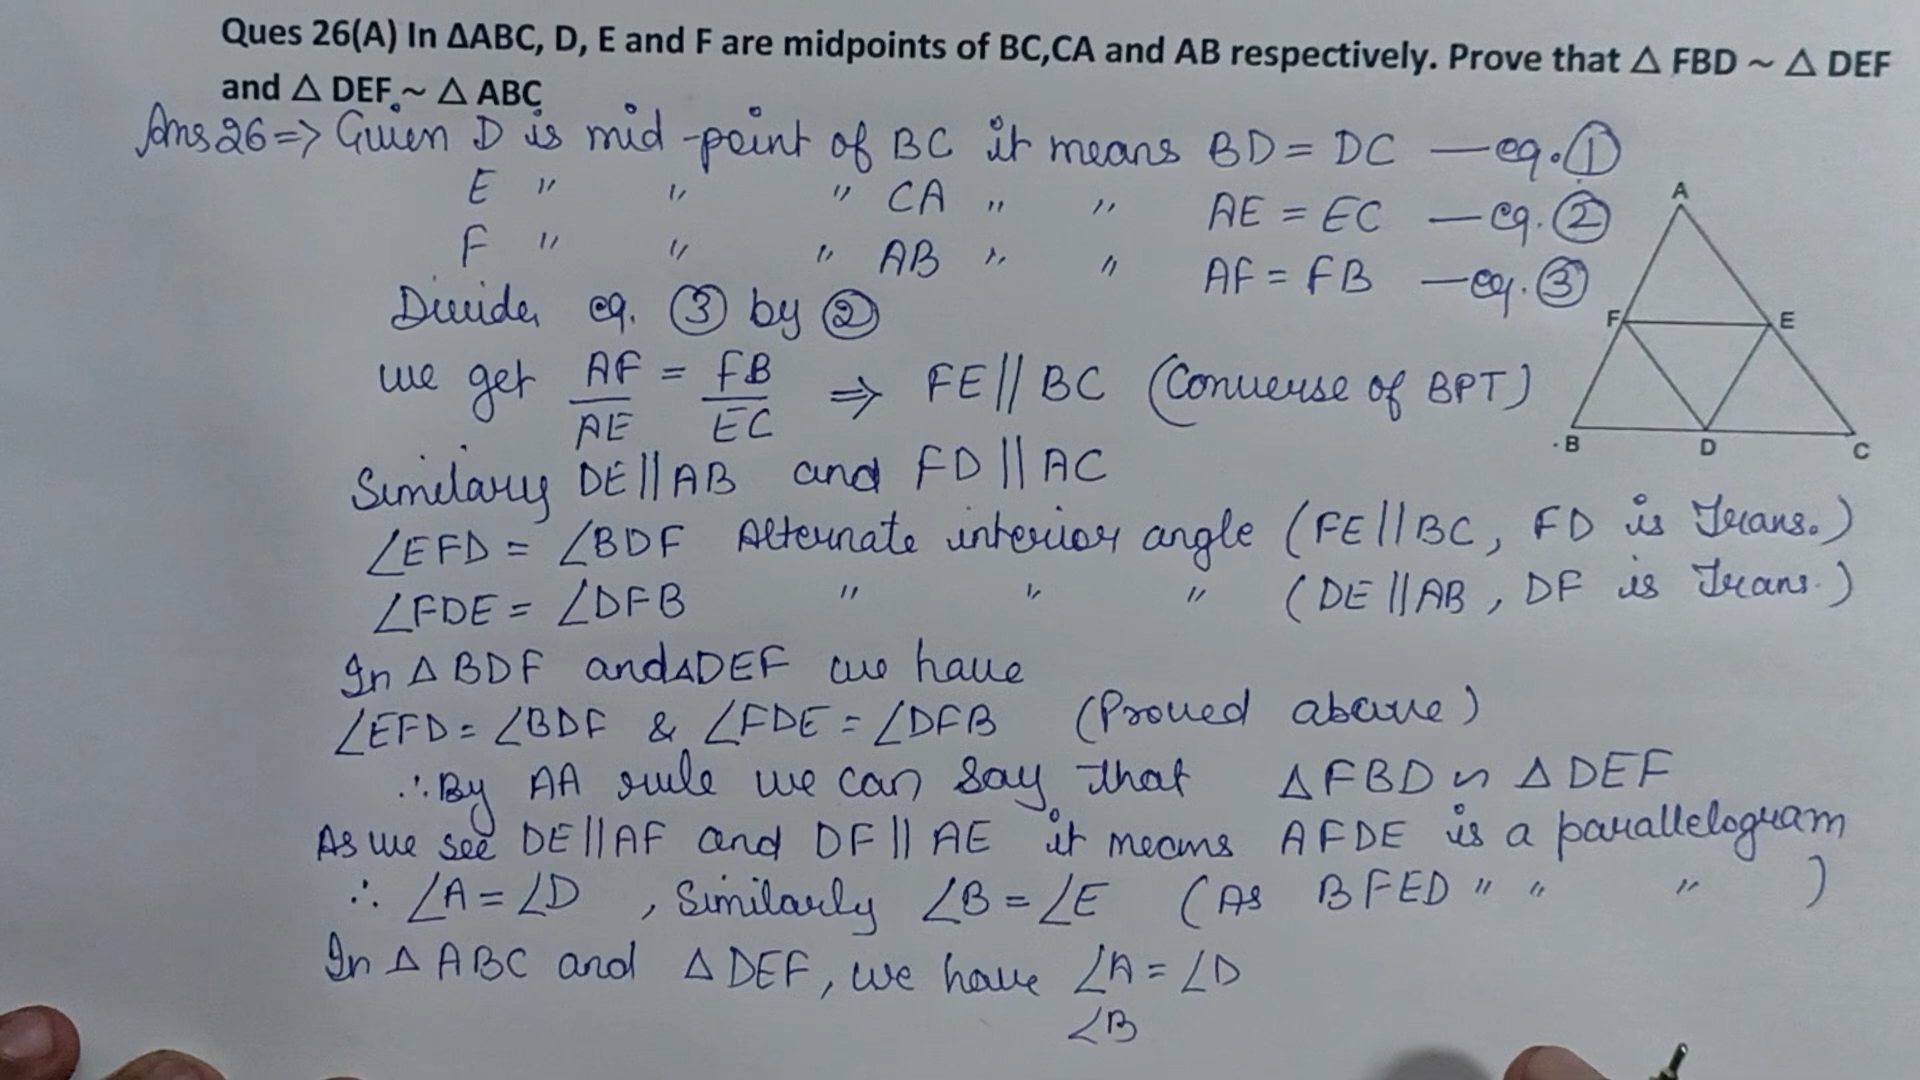 Ques 26(A) In ΔABC, D, E and F are midpoints of BC,CA and AB respectively. Prove that Δ FBD ~ Δ DEF
and Δ DEF ~ Δ ABC
Ans 26 => Given D is mid-point of BC it means BD = DC — eq. ①
E " " " CA " " AE = EC — eq. ②
F " " " AB " " AF = FB — eq. ③
Divide eq. ③ by ②
we get AF/AE = FB/EC ⇒ FE || BC (Converse of BPT)
Similary DE || AB and FD || AC
∠EFD = ∠BDF Alternate interior angle (FE || BC, FD is Trans.)
∠FDE = ∠DFB " " " (DE || AB, DF is Trans.)
In Δ BDF and Δ DEF we have
∠EFD = ∠BDF & ∠FDE = ∠DFB (Proved above)
∴ By AA rule we can say that Δ FBD ~ Δ DEF
As we see DE || AF and DF || AE it means AFDE is a parallelogram
∴ ∠A = ∠D , Similarly ∠B = ∠E (As BFED " " " )
In Δ ABC and Δ DEF, we have ∠A = ∠D
∠B
A
F
E
B
D
C